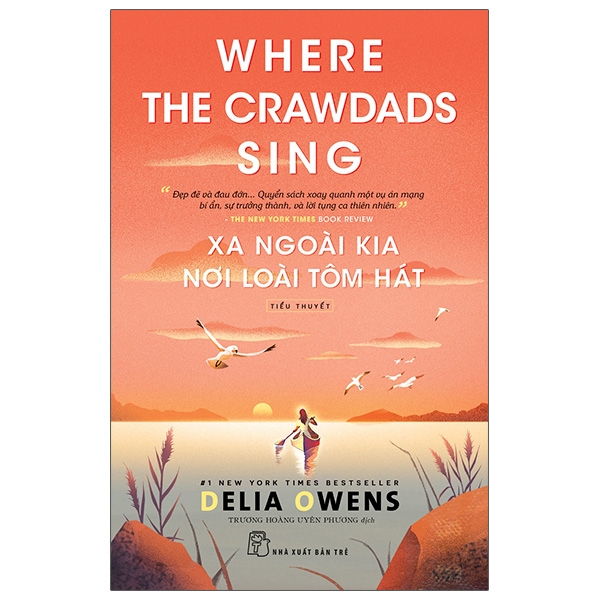 WHERE
THE CRAWDADS
SING
“ Đẹp đẽ và đau đớn... Quyển sách xoay quanh một vụ án mạng
bí ẩn, sự trưởng thành, và lời tụng ca thiên nhiên.”
- THE NEW YORK TIMES BOOK REVIEW
XA NGOÀI KIA
NƠI LOÀI TÔM HÁT
TIỂU THUYẾT
#1 NEW YORK TIMES BESTSELLER
DELIA OWENS
TRƯƠNG HOÀNG UYÊN PHƯƠNG dịch
NHÀ XUẤT BẢN TRẺ